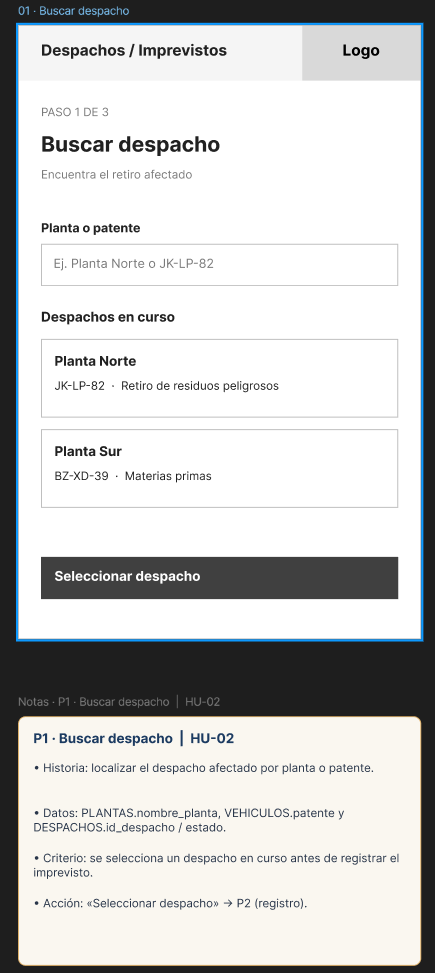 01 · Buscar despacho
Despachos / Imprevistos
Logo
PASO 1 DE 3
Buscar despacho
Encuentra el retiro afectado
Planta o patente
Ej. Planta Norte o JK-LP-82
Despachos en curso
Planta Norte
JK-LP-82 · Retiro de residuos peligrosos
Planta Sur
BZ-XD-39 · Materias primas
Seleccionar despacho
Notas · P1 · Buscar despacho | HU-02
P1 · Buscar despacho | HU-02
• Historia: localizar el despacho afectado por planta o patente.
• Datos: PLANTAS.nombre_planta, VEHICULOS.patente y
DESPACHOS.id_despacho / estado.
• Criterio: se selecciona un despacho en curso antes de registrar el
imprevisto.
• Acción: «Seleccionar despacho» → P2 (registro).